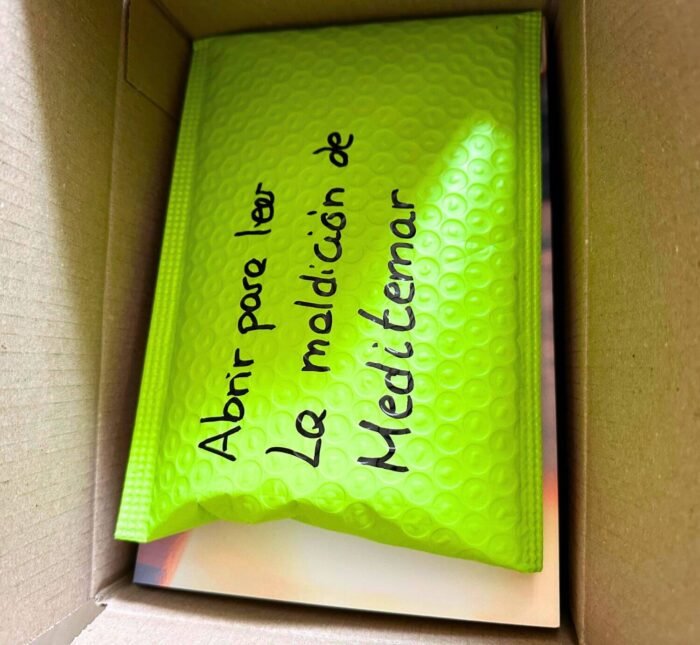 Abrir para leer
La maldición de
Meditemar